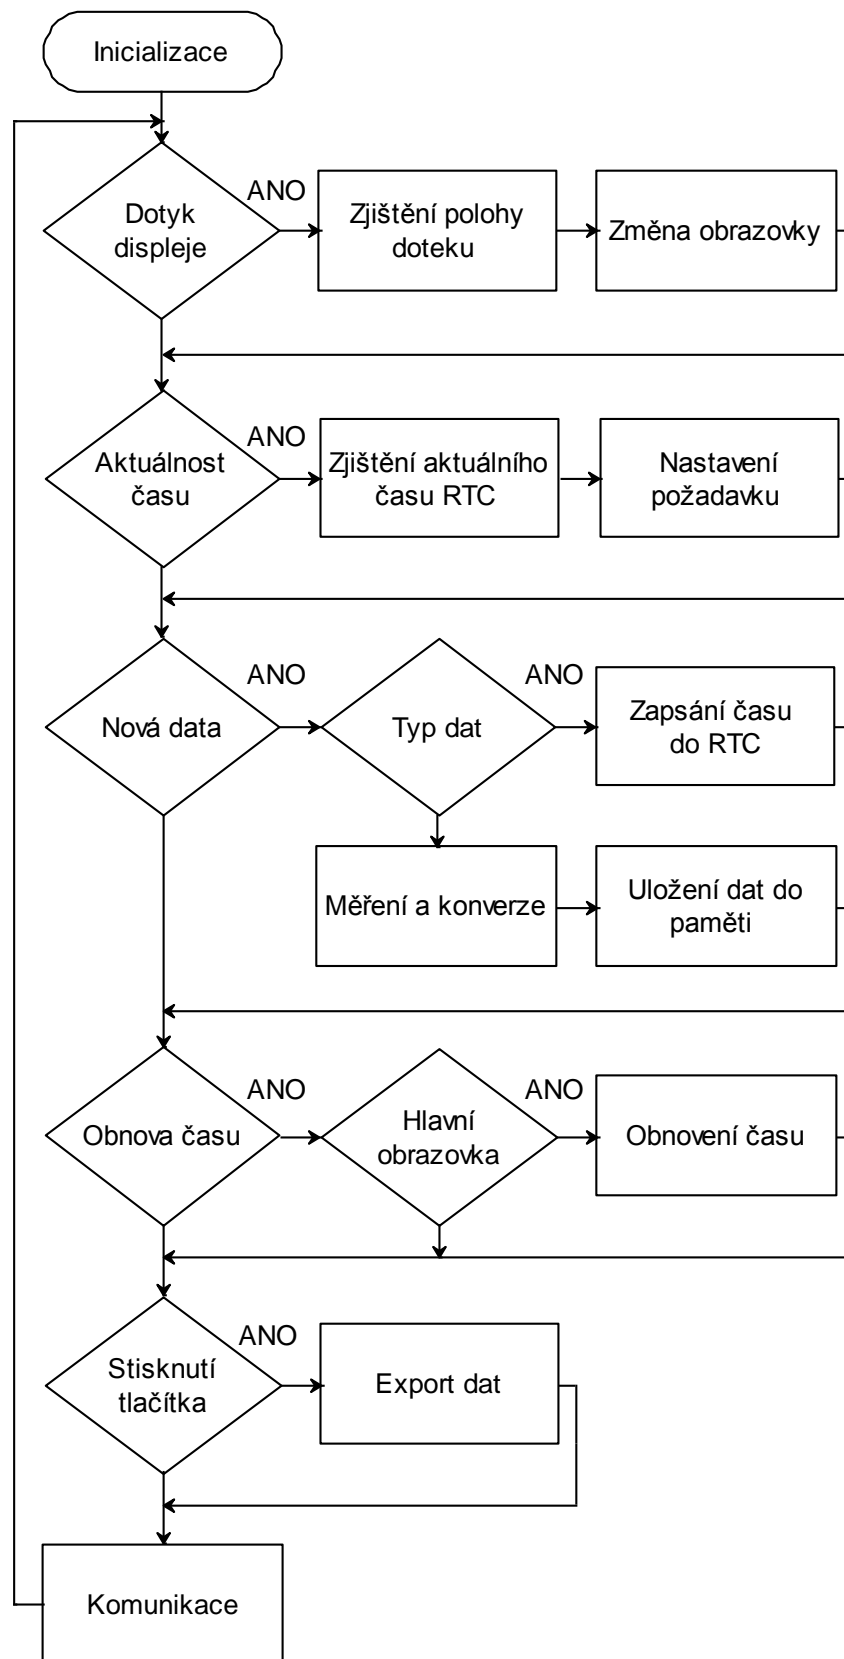 Inicializace
Dotyk
displeje
ANO
Zjištění polohy
doteku
Změna obrazovky
Aktuálnost
času
ANO
Zjištění aktuálního
času RTC
Nastavení
požadavku
Nová data
ANO
Typ dat
ANO
Zapsání času
do RTC
Měření a konverze
Uložení dat do
paměti
Obnova času
ANO
Hlavní
obrazovka
ANO
Obnovení času
Stisknutí
tlačítka
ANO
Export dat
Komunikace